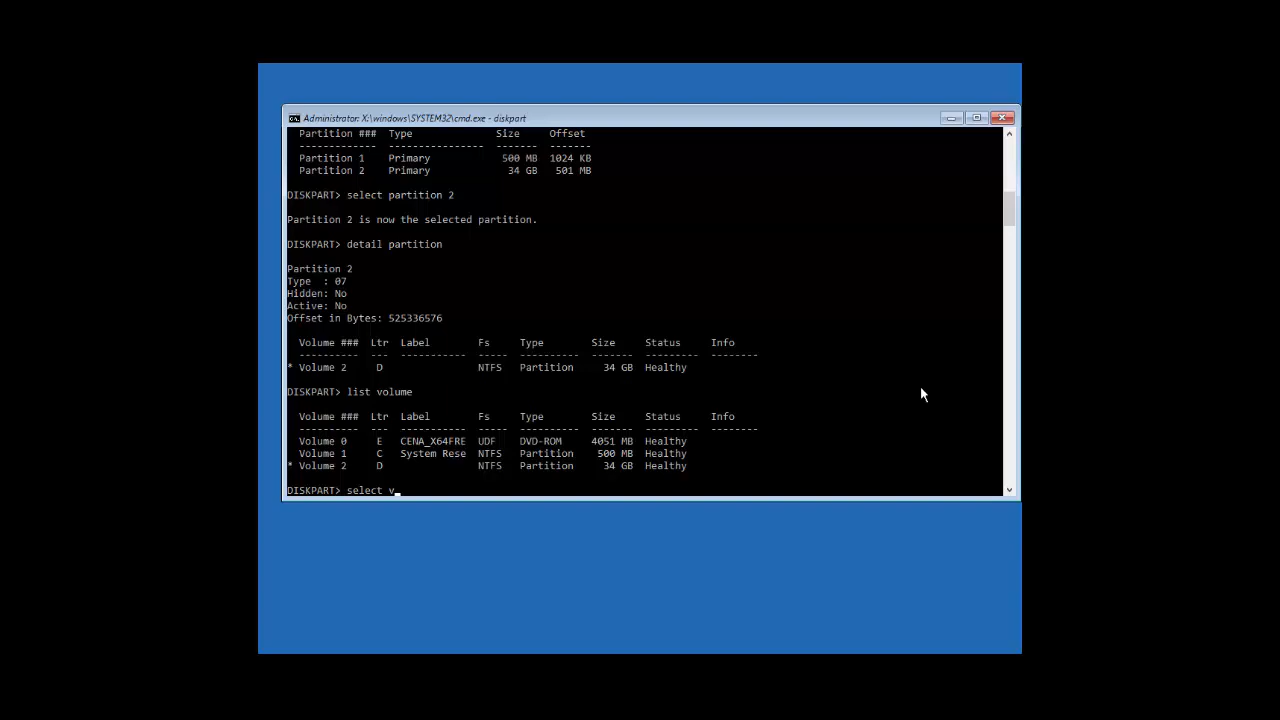 Administrator: X:\windows\SYSTEM32\cmd.exe - diskpart
Partition ###  Type              Size     Offset
-------------  ----------------  -------  -------
Partition 1    Primary            500 MB  1024 KB
Partition 2    Primary             34 GB   501 MB
DISKPART> select partition 2
Partition 2 is now the selected partition.
DISKPART> detail partition
Partition 2
Type  : 07
Hidden: No
Active: No
Offset in Bytes: 525336576
Volume ###  Ltr  Label        Fs     Type        Size     Status     Info
----------  ---  -----------  -----  ----------  -------  ---------  --------
* Volume 2     D                NTFS   Partition     34 GB  Healthy
DISKPART> list volume
Volume ###  Ltr  Label        Fs     Type        Size     Status     Info
----------  ---  -----------  -----  ----------  -------  ---------  --------
Volume 0     E   CENA_X64FRE  UDF    DVD-ROM     4051 MB  Healthy
Volume 1     C   System Rese  NTFS   Partition    500 MB  Healthy
* Volume 2     D                NTFS   Partition     34 GB  Healthy
DISKPART> select v